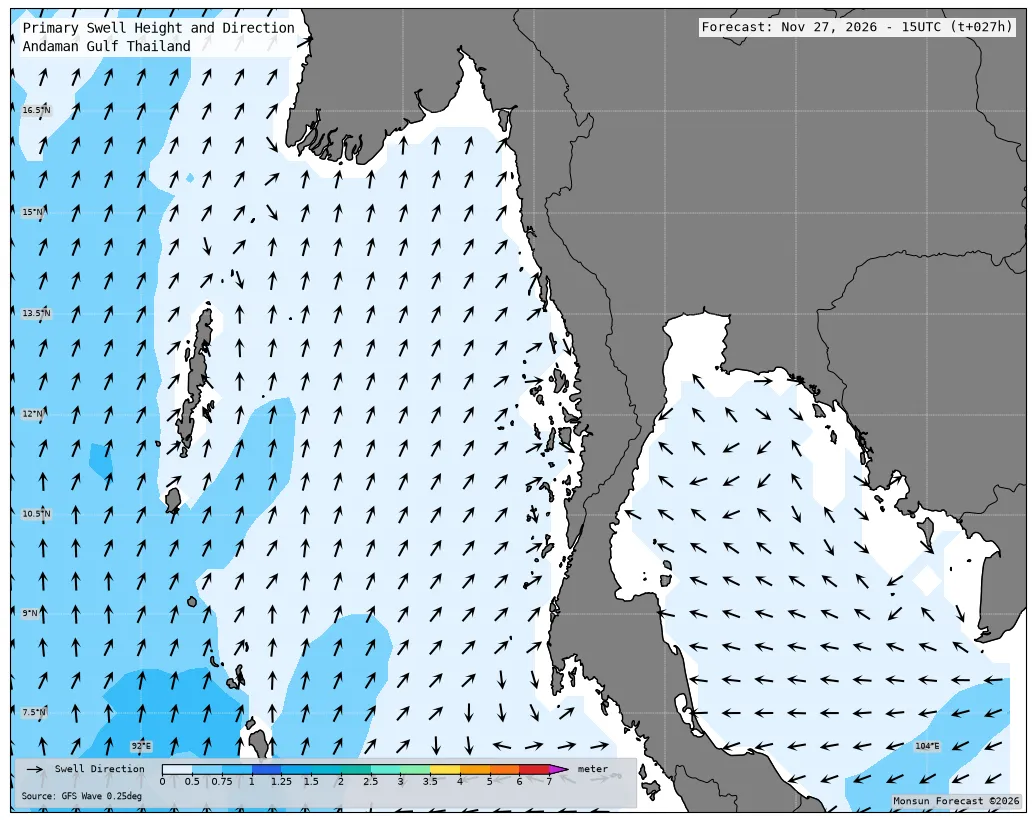 Primary Swell Height and Direction
Andaman Gulf Thailand
Forecast: Nov 27, 2026 - 15UTC (t+027h)
16.5°N
15°N
13.5°N
12°N
10.5°N
9°N
7.5°N
92°E
104°E
Swell Direction
0 0.5 0.75 1 1.25 1.5 2 2.5 3 3.5 4 5 6 7
meter
Source: GFS Wave 0.25deg
Monsun Forecast ©2026